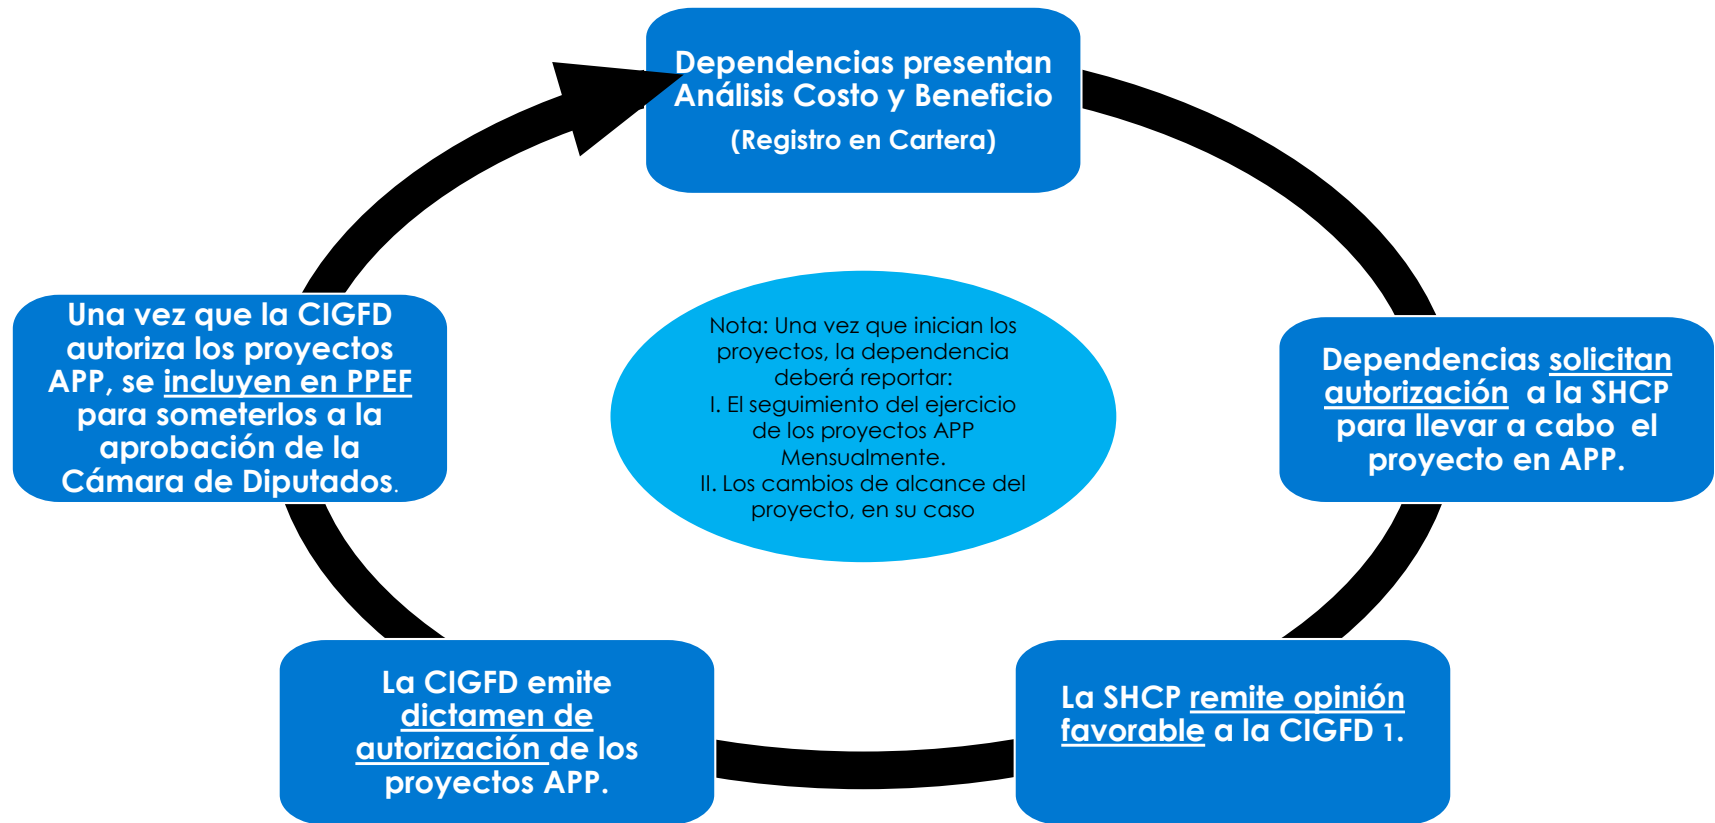 Dependencias presentan
Análisis Costo y Beneficio
(Registro en Cartera)
Dependencias solicitan
autorización a la SHCP
para llevar a cabo el
proyecto en APP.
La SHCP remite opinión
favorable a la CIGFD 1.
La CIGFD emite
dictamen de
autorización de los
proyectos APP.
Una vez que la CIGFD
autoriza los proyectos
APP, se incluyen en PPEF
para someterlos a la
aprobación de la
Cámara de Diputados.
Nota: Una vez que inician los
proyectos, la dependencia
deberá reportar:
I. El seguimiento del ejercicio
de los proyectos APP
Mensualmente.
II. Los cambios de alcance del
proyecto, en su caso